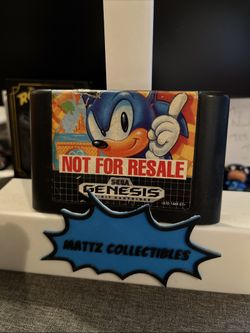 NOT FOR RESALE
SEGA
GENESIS
MATTZ COLLECTIBLES